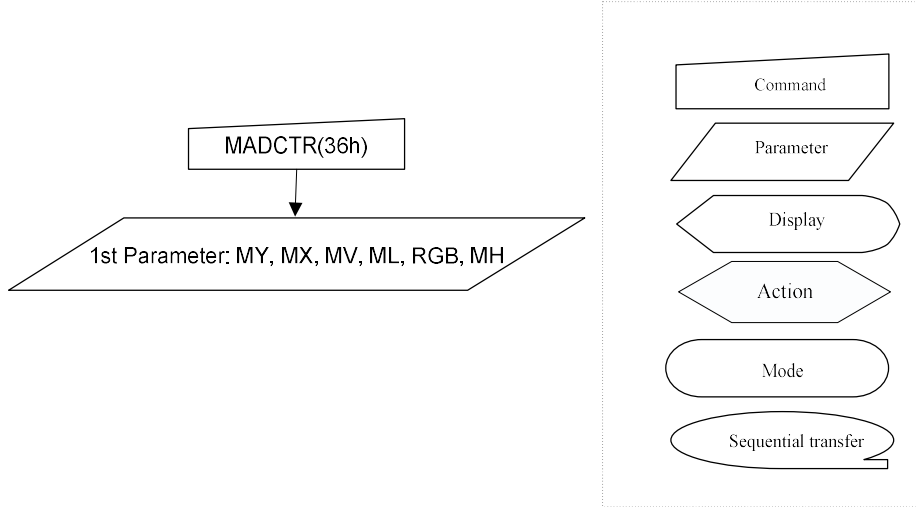 MADCTR(36h)
1st Parameter: MY, MX, MV, ML, RGB, MH
Command
Parameter
Display
Action
Mode
Sequential transfer